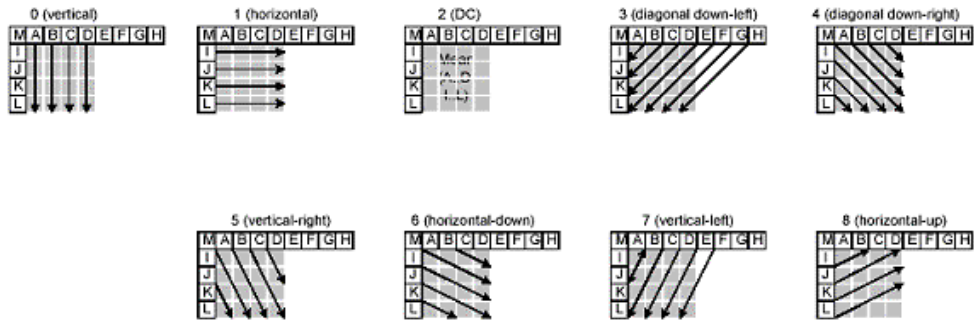 0 (vertical)
M A B C D E F G H
I
J
K
L
1 (horizontal)
M A B C D E F G H
I
J
K
L
2 (DC)
M A B C D E F G H
I
J
K
L
Mean
(A..D
I..L)
3 (diagonal down-left)
M A B C D E F G H
I
J
K
L
4 (diagonal down-right)
M A B C D E F G H
I
J
K
L
5 (vertical-right)
M A B C D E F G H
I
J
K
L
6 (horizontal-down)
M A B C D E F G H
I
J
K
L
7 (vertical-left)
M A B C D E F G H
I
J
K
L
8 (horizontal-up)
M A B C D E F G H
I
J
K
L